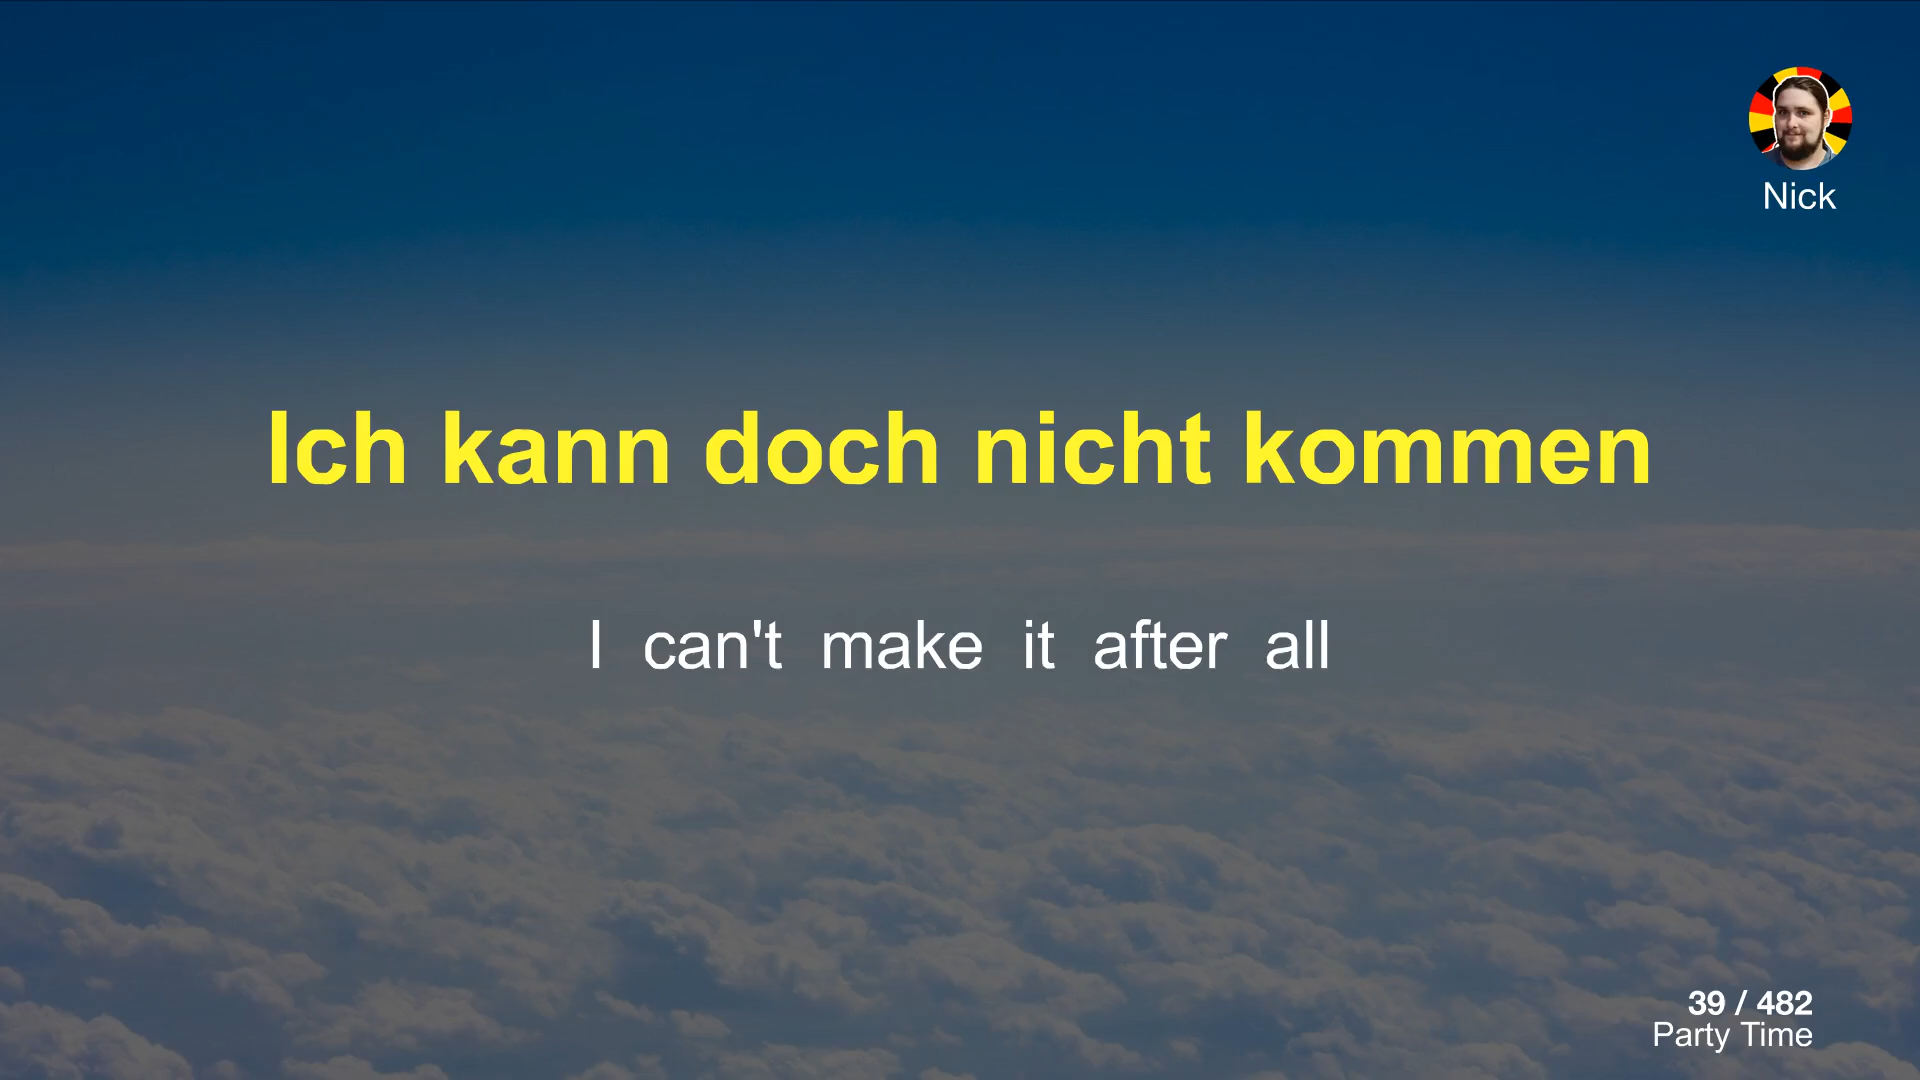 Nick
Ich kann doch nicht kommen
I can't make it after all
39 / 482
Party Time